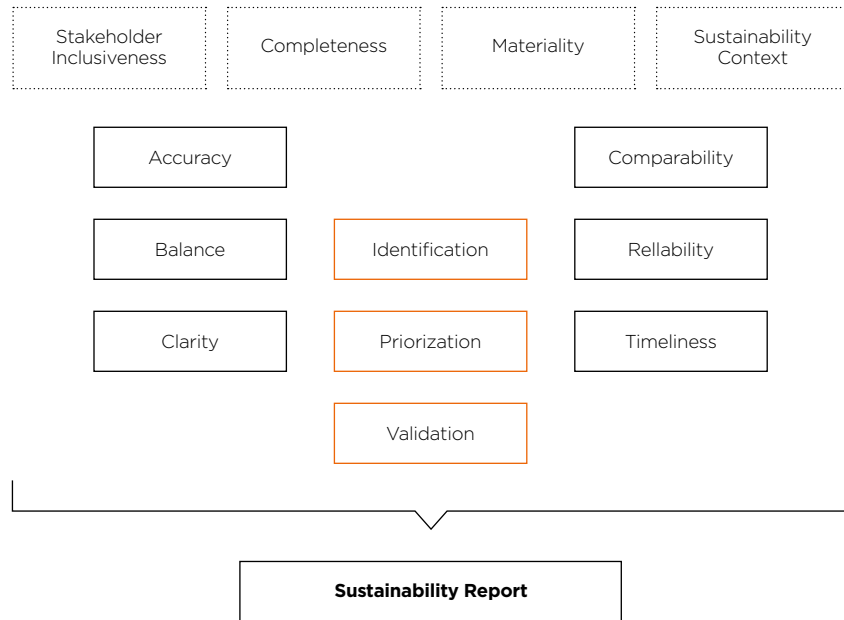 Stakeholder
Inclusiveness
Completeness
Materiality
Sustainability
Context
Accuracy
Comparability
Balance
Identification
Rellability
Clarity
Priorization
Timeliness
Validation
Sustainability Report